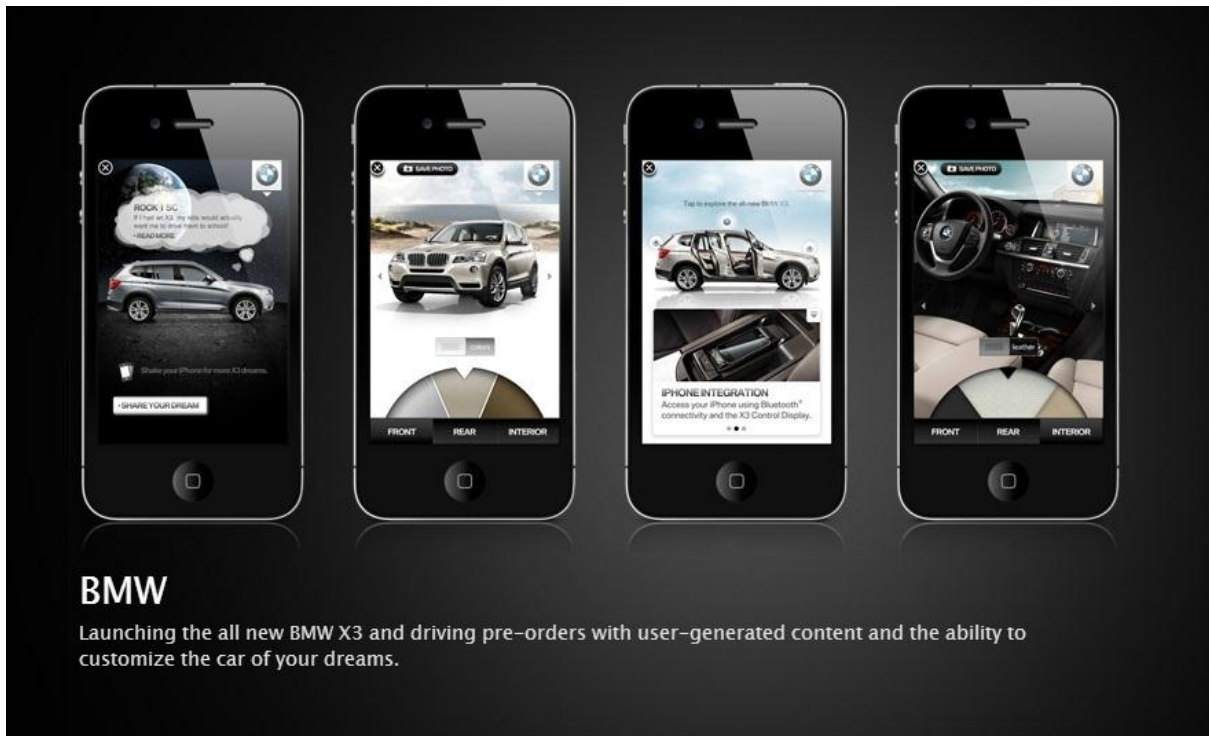 ROCK I SC
If I had an X3, my kids would actually
want me to drive them to school!
READ MORE
Shake your iPhone for more X3 dreams.
SHARE YOUR DREAM
SAVE PHOTO
colors
FRONT REAR INTERIOR
Tap to explore the all-new BMW X3.
IPHONE INTEGRATION
Access your iPhone using Bluetooth®
connectivity and the X3 Control Display.
SAVE PHOTO
leather
FRONT REAR INTERIOR
BMW
Launching the all new BMW X3 and driving pre-orders with user-generated content and the ability to
customize the car of your dreams.